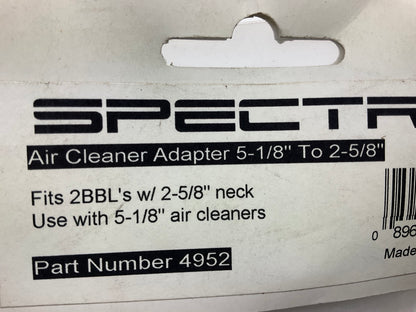 SPECTR
Air Cleaner Adapter 5-1/8" To 2-5/8"
Fits 2BBL's w/ 2-5/8" neck
Use with 5-1/8" air cleaners
Part Number 4952
0 896
Made